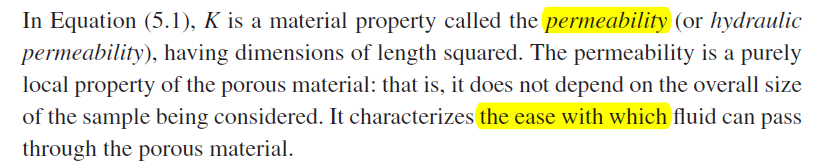 In Equation (5.1), K is a material property called the permeability (or hydraulic
permeability), having dimensions of length squared. The permeability is a purely
local property of the porous material: that is, it does not depend on the overall size
of the sample being considered. It characterizes the ease with which fluid can pass
through the porous material.